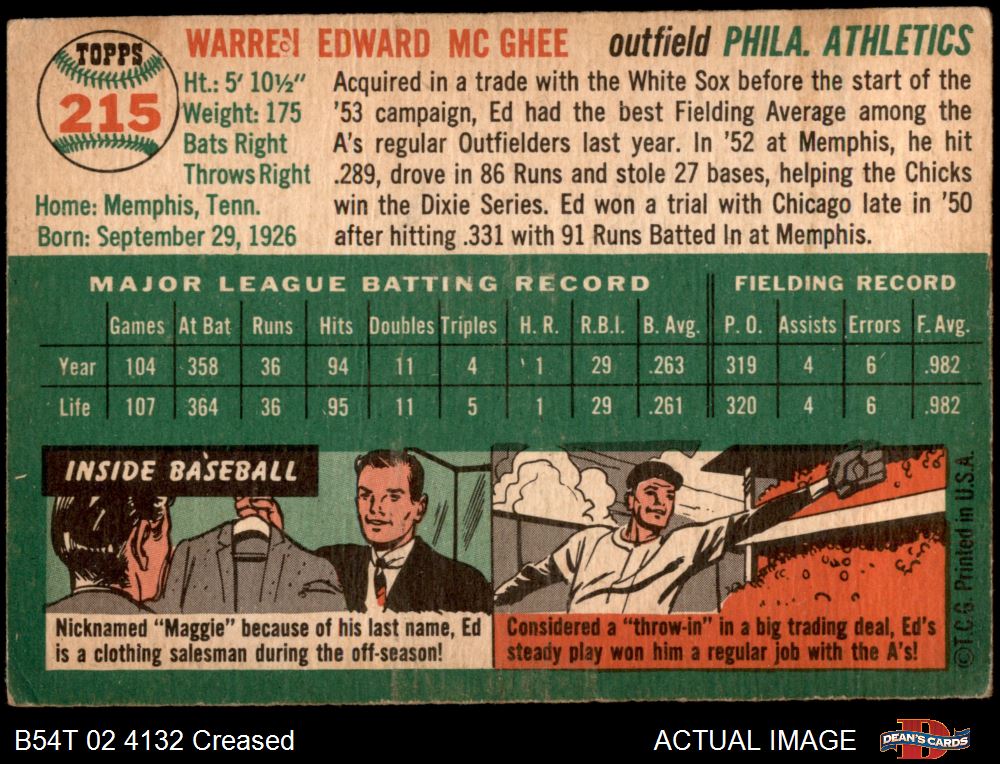 TOPPS
215
WARREN EDWARD MC GHEE outfield PHILA. ATHLETICS
Ht.: 5' 10½"
Weight: 175
Bats Right
Throws Right
Home: Memphis, Tenn.
Born: September 29, 1926
Acquired in a trade with the White Sox before the start of the
'53 campaign, Ed had the best Fielding Average among the
A's regular Outfielders last year. In '52 at Memphis, he hit
.289, drove in 86 Runs and stole 27 bases, helping the Chicks
win the Dixie Series. Ed won a trial with Chicago late in '50
after hitting .331 with 91 Runs Batted In at Memphis.
MAJOR LEAGUE BATTING RECORD FIELDING RECORD
Games At Bat Runs Hits Doubles Triples H. R. R.B.I. B. Avg. P. O. Assists Errors F. Avg.
Year 104 358 36 94 11 4 1 29 .263 319 4 6 .982
Life 107 364 36 95 11 5 1 29 .261 320 4 6 .982
INSIDE BASEBALL
Nicknamed "Maggie" because of his last name, Ed
is a clothing salesman during the off-season!
Considered a "throw-in" in a big trading deal, Ed's
steady play won him a regular job with the A's!
©T.C.G. Printed in U.S.A.
B54T 02 4132 Creased
ACTUAL IMAGE
D
DEAN'S CARDS